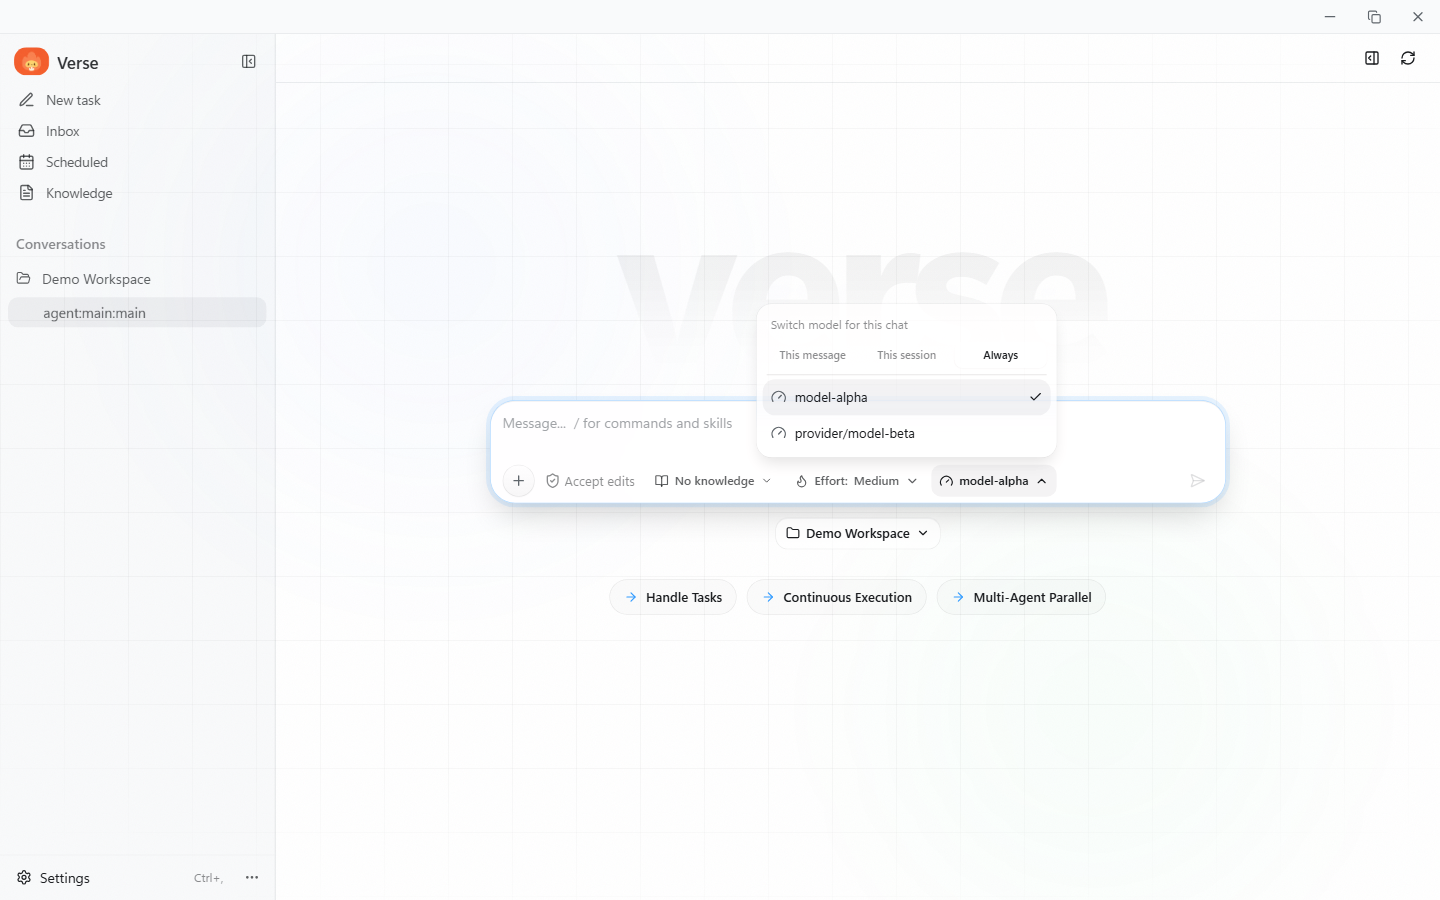 Verse
New task
Inbox
Scheduled
Knowledge
Conversations
Demo Workspace
agent:main:main
Settings
Ctrl+,
verse
Switch model for this chat
This message
This session
Always
model-alpha
provider/model-beta
Message... / for commands and skills
Accept edits
No knowledge
Effort: Medium
model-alpha
Demo Workspace
Handle Tasks
Continuous Execution
Multi-Agent Parallel